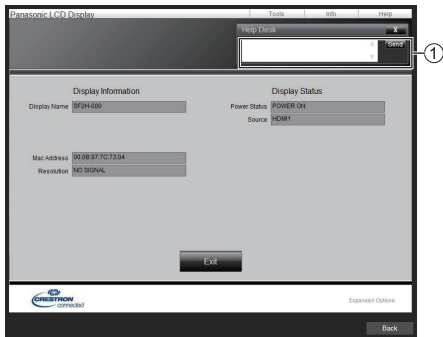 Panasonic LCD Display
Tools Info Help
Help Desk X
Send
1
Display Information
Display Status
Display Name SF2H-000
Power Status POWER ON
Source HDMI1
Mac Address 00:0B:97:7C:73:04
Resolution NO SIGNAL
Exit
CRESTRON
connected
Expansion Options
Back